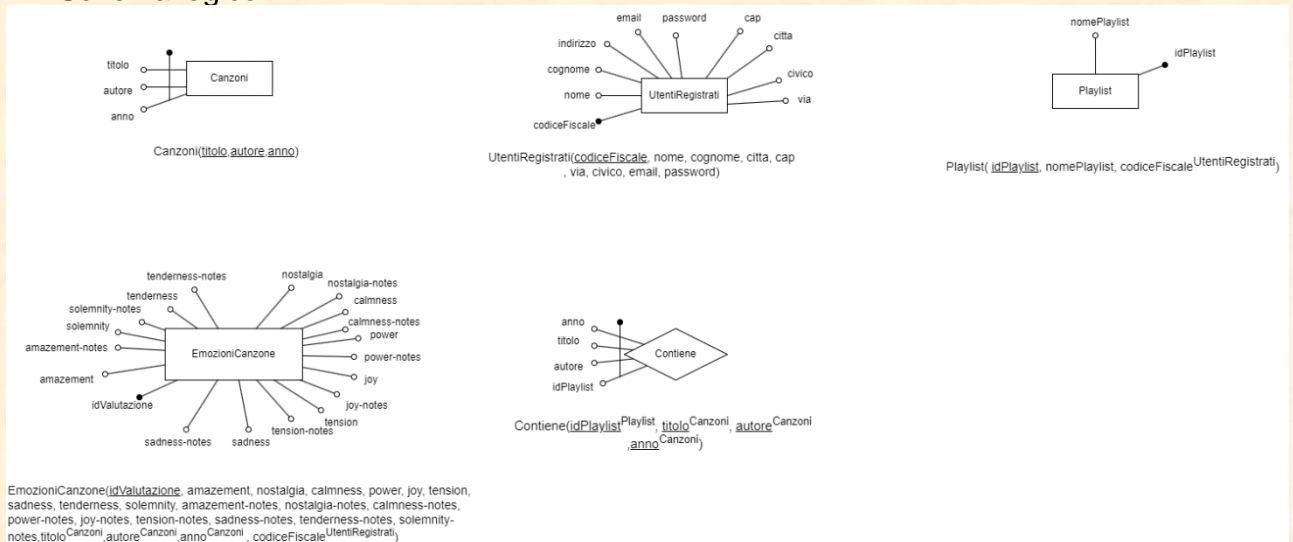 titolo
autore
anno
Canzoni
Canzoni(titolo,autore,anno)
email
password
cap
indirizzo
citta
cognome
civico
nome
UtentiRegistrati
via
codiceFiscale
UtentiRegistrati(codiceFiscale, nome, cognome, citta, cap
, via, civico, email, password)
nomePlaylist
idPlaylist
Playlist
Playlist( idPlaylist, nomePlaylist, codiceFiscaleUtentiRegistrati)
tenderness-notes
nostalgia
nostalgia-notes
tenderness
calmness
solemnity-notes
calmness-notes
solemnity
power
amazement-notes
EmozioniCanzone
power-notes
amazement
joy
idValutazione
joy-notes
tension
tension-notes
sadness-notes
sadness
EmozioniCanzone(idValutazione, amazement, nostalgia, calmness, power, joy, tension,
sadness, tenderness, solemnity, amazement-notes, nostalgia-notes, calmness-notes,
power-notes, joy-notes, tension-notes, sadness-notes, tenderness-notes, solemnity-
notes,titoloCanzoni,autoreCanzoni,annoCanzoni , codiceFiscaleUtentiRegistrati)
anno
titolo
autore
idPlaylist
Contiene
Contiene(idPlaylistPlaylist, titoloCanzoni, autoreCanzoni
,annoCanzoni)